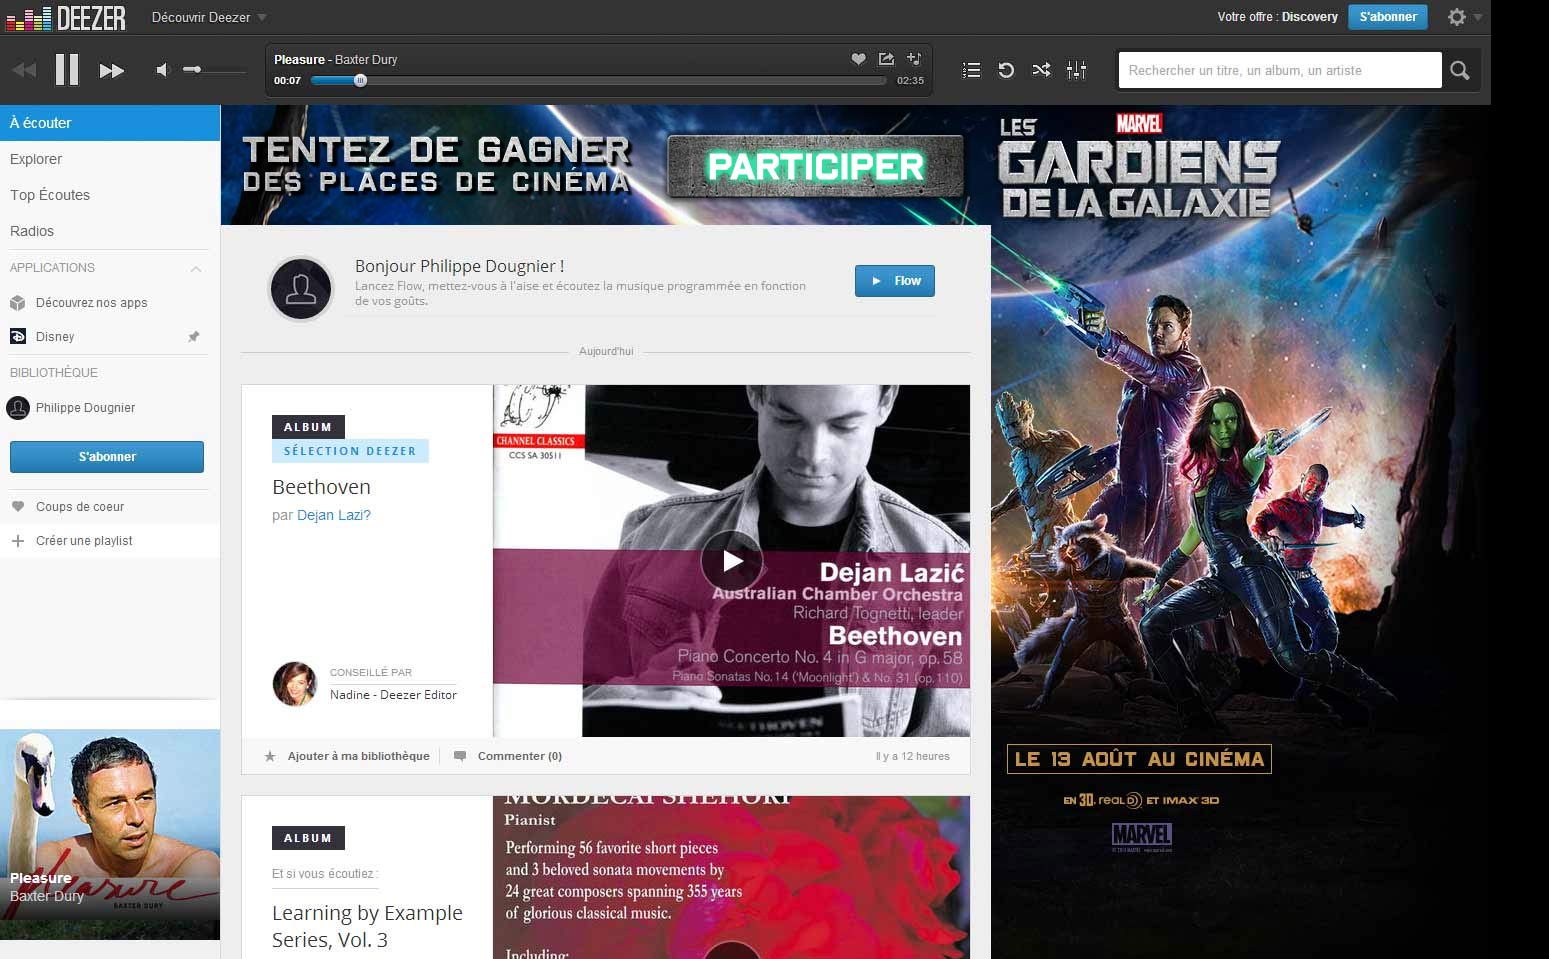 DEEZER
Découvrir Deezer
Votre offre : Discovery
S'abonner
Pleasure - Baxter Dury
00:07
02:35
Rechercher un titre, un album, un artiste
À écouter
Explorer
Top Écoutes
Radios
APPLICATIONS
Découvrez nos apps
Disney
BIBLIOTHÈQUE
Philippe Dougnier
S'abonner
Coups de coeur
Créer une playlist
Pleasure
BAXTER DURY
Pleasure
Baxter Dury
TENTEZ DE GAGNER
DES PLACES DE CINÉMA
PARTICIPER
Bonjour Philippe Dougnier !
Lancez Flow, mettez-vous à l'aise et écoutez la musique programmée en fonction
de vos goûts.
Flow
Aujourd'hui
ALBUM
SÉLECTION DEEZER
Beethoven
par Dejan Lazi?
CONSEILLÉ PAR
Nadine - Deezer Editor
CHANNEL CLASSICS
CCS SA 30511
Dejan Lazić
Australian Chamber Orchestra
Richard Tognetti, leader
Beethoven
Piano Concerto No. 4 in G major, op. 58
Piano Sonatas No. 14 ('Moonlight') & No. 31 (op. 110)
BEETHOVEN
Ajouter à ma bibliothèque
Commenter (0)
Il y a 12 heures
ALBUM
Et si vous écoutiez :
Learning by Example
Series, Vol. 3
MORDECAI SHEHORI
Pianist
Performing 56 favorite short pieces
and 3 beloved sonata movements by
24 great composers spanning 355 years
of glorious classical music.
Including:
LES
MARVEL
GARDIENS
DE LA GALAXIE
LE 13 AOÛT AU CINÉMA
EN 3D, REAL D ET IMAX 3D
MARVEL